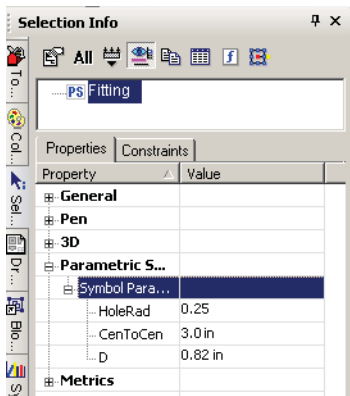 Selection Info
All
PS Fitting
Properties Constraints
Property Value
General
Pen
3D
Parametric S...
Symbol Para...
HoleRad 0.25
CenToCen 3.0 in
D 0.82 in
Metrics
To...
Col...
Sel...
Dr...
Blo...